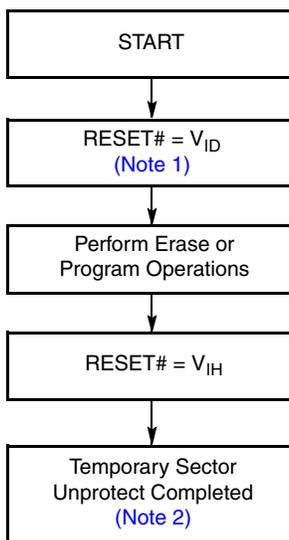 START
RESET# = VID
(Note 1)
Perform Erase or
Program Operations
RESET# = VIH
Temporary Sector
Unprotect Completed
(Note 2)